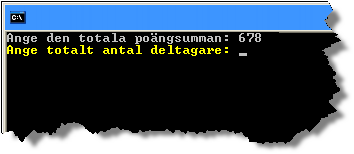 C:\
Ange den totala poängsumman: 678
Ange totalt antal deltagare: _